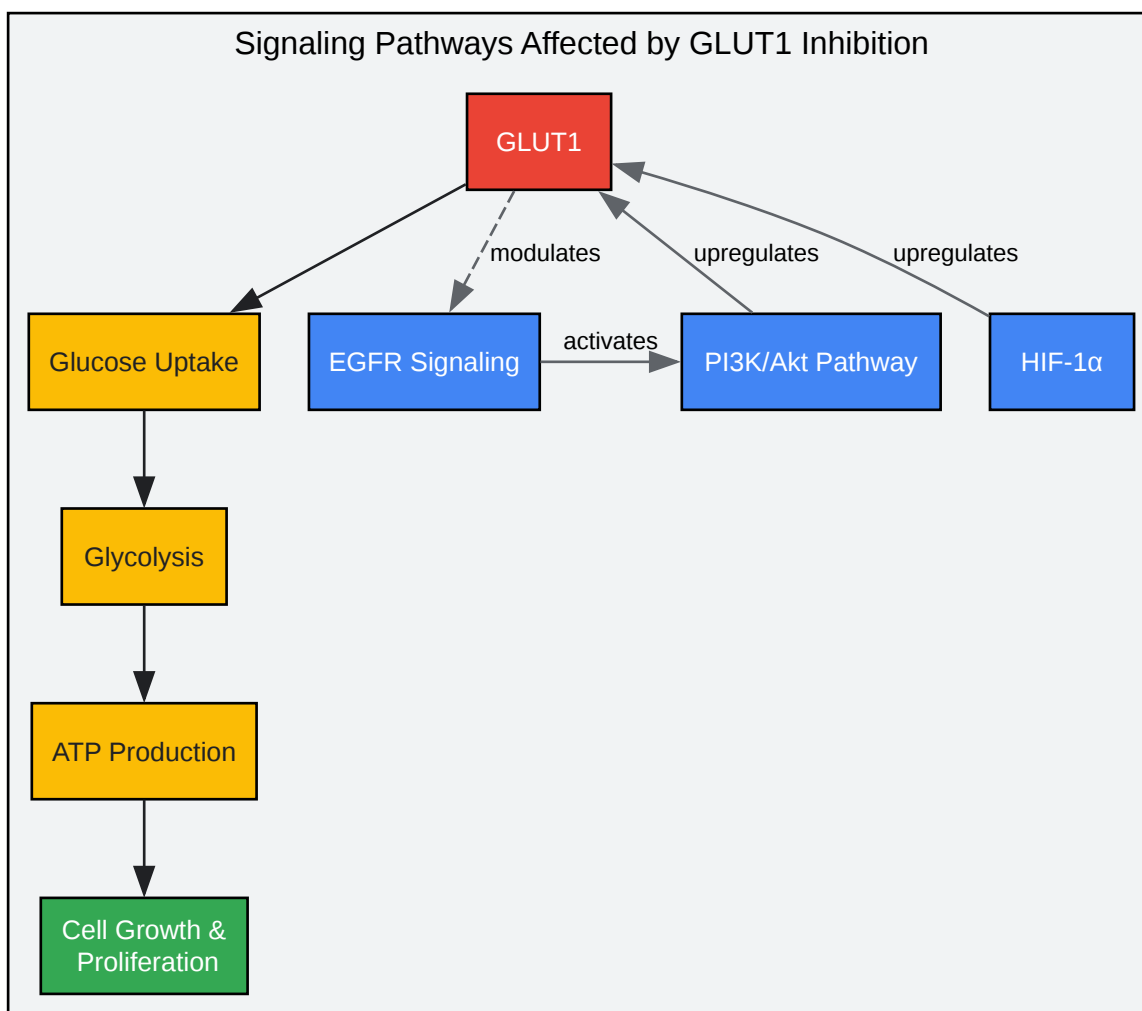 Signaling Pathways Affected by GLUT1 Inhibition
GLUT1
modulates
upregulates
upregulates
Glucose Uptake
EGFR Signaling
activates
PI3K/Akt Pathway
HIF-1α
Glycolysis
ATP Production
Cell Growth &
Proliferation